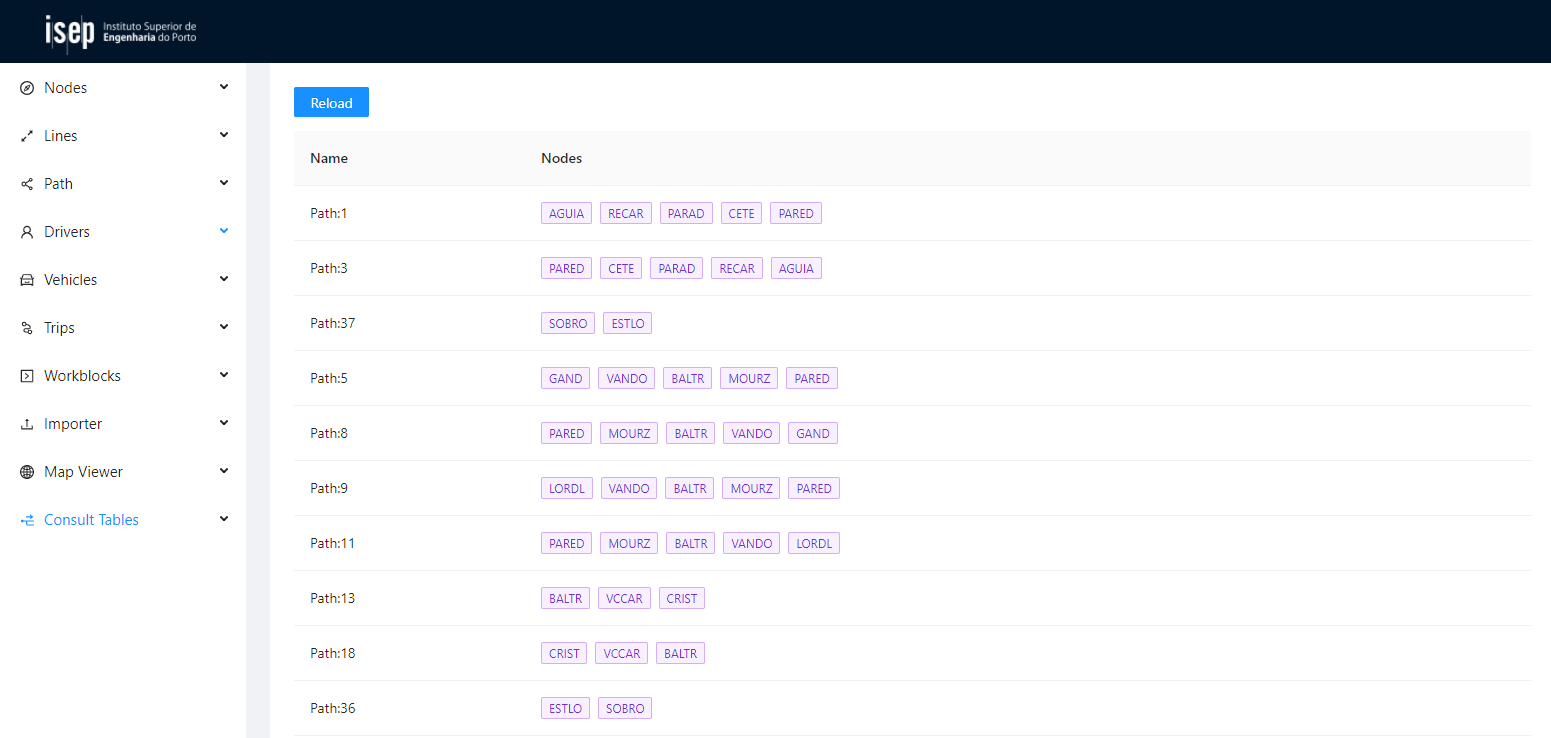 isep Instituto Superior de
Engenharia do Porto
Nodes
Lines
Path
Drivers
Vehicles
Trips
Workblocks
Importer
Map Viewer
Consult Tables
Reload
Name Nodes
Path:1 AGUIA RECAR PARAD CETE PARED
Path:3 PARED CETE PARAD RECAR AGUIA
Path:37 SOBRO ESTLO
Path:5 GAND VANDO BALTR MOURZ PARED
Path:8 PARED MOURZ BALTR VANDO GAND
Path:9 LORDL VANDO BALTR MOURZ PARED
Path:11 PARED MOURZ BALTR VANDO LORDL
Path:13 BALTR VCCAR CRIST
Path:18 CRIST VCCAR BALTR
Path:36 ESTLO SOBRO